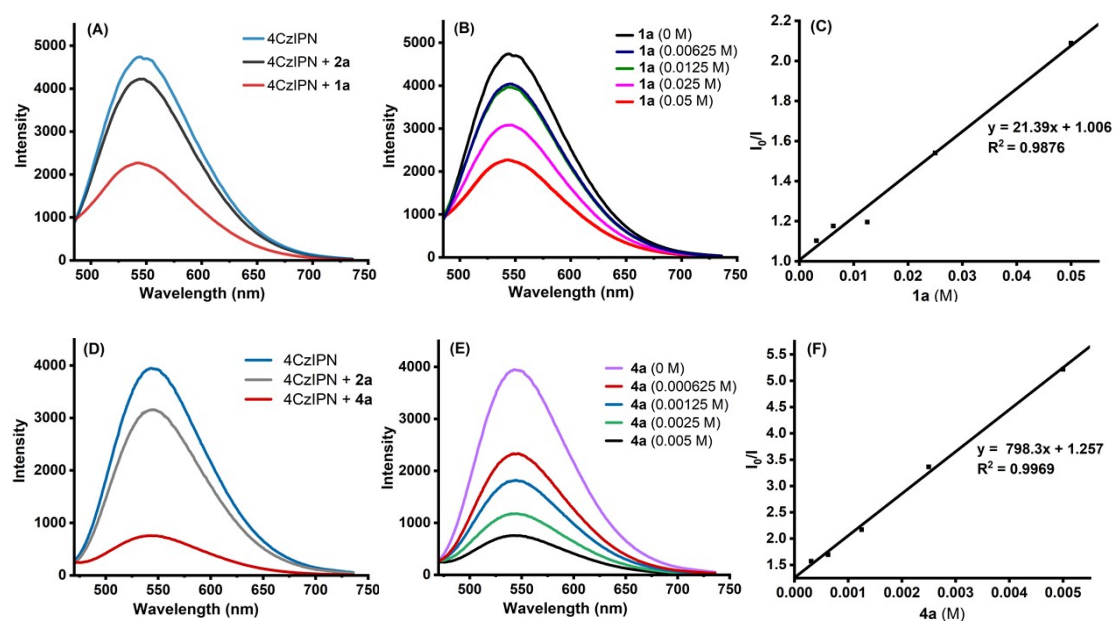 (A)
4CzIPN
4CzIPN + 2a
4CzIPN + 1a
5000
4000
3000
2000
1000
0
Intensity
500 550 600 650 700 750
Wavelength (nm)
(B)
1a (0 M)
1a (0.00625 M)
1a (0.0125 M)
1a (0.025 M)
1a (0.05 M)
5000
4000
3000
2000
1000
0
Intensity
500 550 600 650 700 750
Wavelength (nm)
(C)
2.2
2.0
1.8
1.6
1.4
1.2
1.0
I₀/I
y = 21.39x + 1.006
R² = 0.9876
0.00 0.01 0.02 0.03 0.04 0.05
1a (M)
(D)
4CzIPN
4CzIPN + 2a
4CzIPN + 4a
4000
3000
2000
1000
0
Intensity
500 550 600 650 700 750
Wavelength (nm)
(E)
4a (0 M)
4a (0.000625 M)
4a (0.00125 M)
4a (0.0025 M)
4a (0.005 M)
4000
3000
2000
1000
0
Intensity
500 550 600 650 700 750
Wavelength (nm)
(F)
5.5
5.0
4.5
4.0
3.5
3.0
2.5
2.0
1.5
I₀/I
y = 798.3x + 1.257
R² = 0.9969
0.000 0.001 0.002 0.003 0.004 0.005
4a (M)